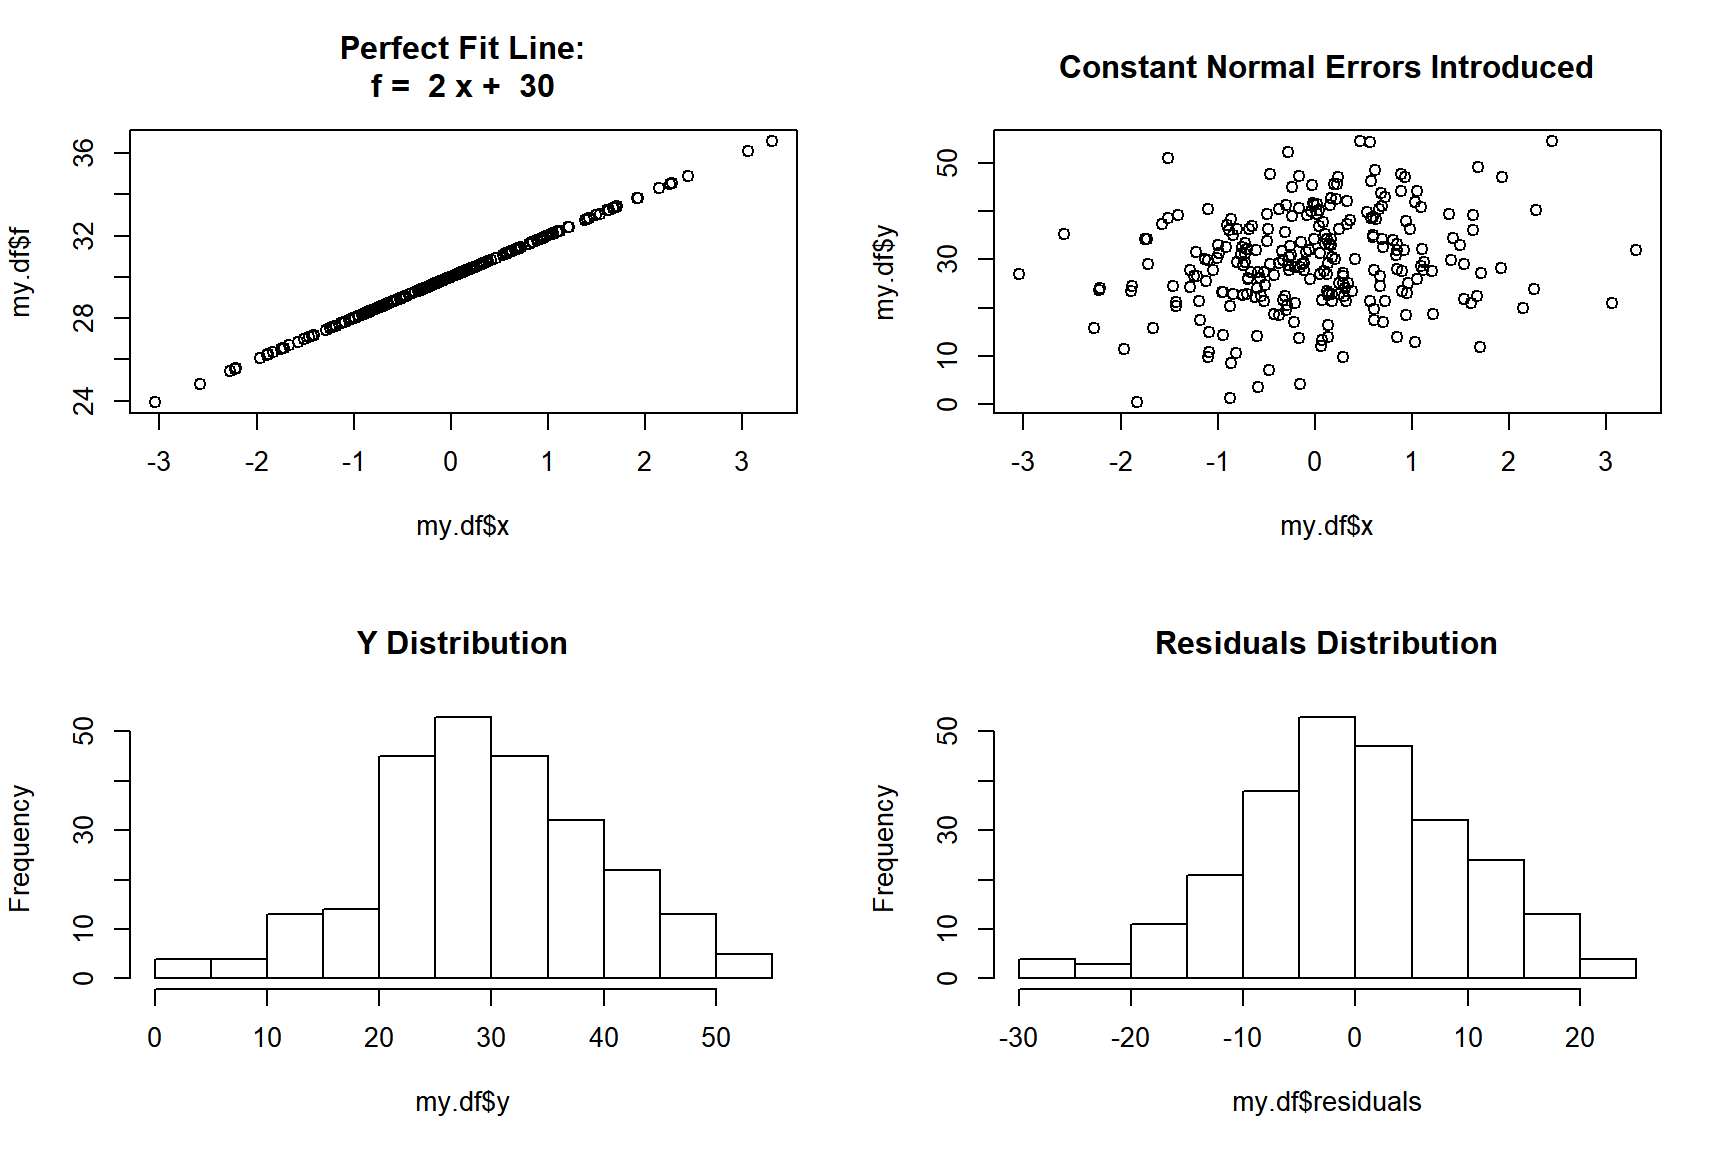 Perfect Fit Line:
f = 2 x + 30
my.df$f
36
32
28
24
-3 -2 -1 0 1 2 3
my.df$x
Constant Normal Errors Introduced
my.df$y
50
30
10
0
-3 -2 -1 0 1 2 3
my.df$x
Y Distribution
Frequency
50
30
10
0
0 10 20 30 40 50
my.df$y
Residuals Distribution
Frequency
50
30
10
0
-30 -20 -10 0 10 20
my.df$residuals